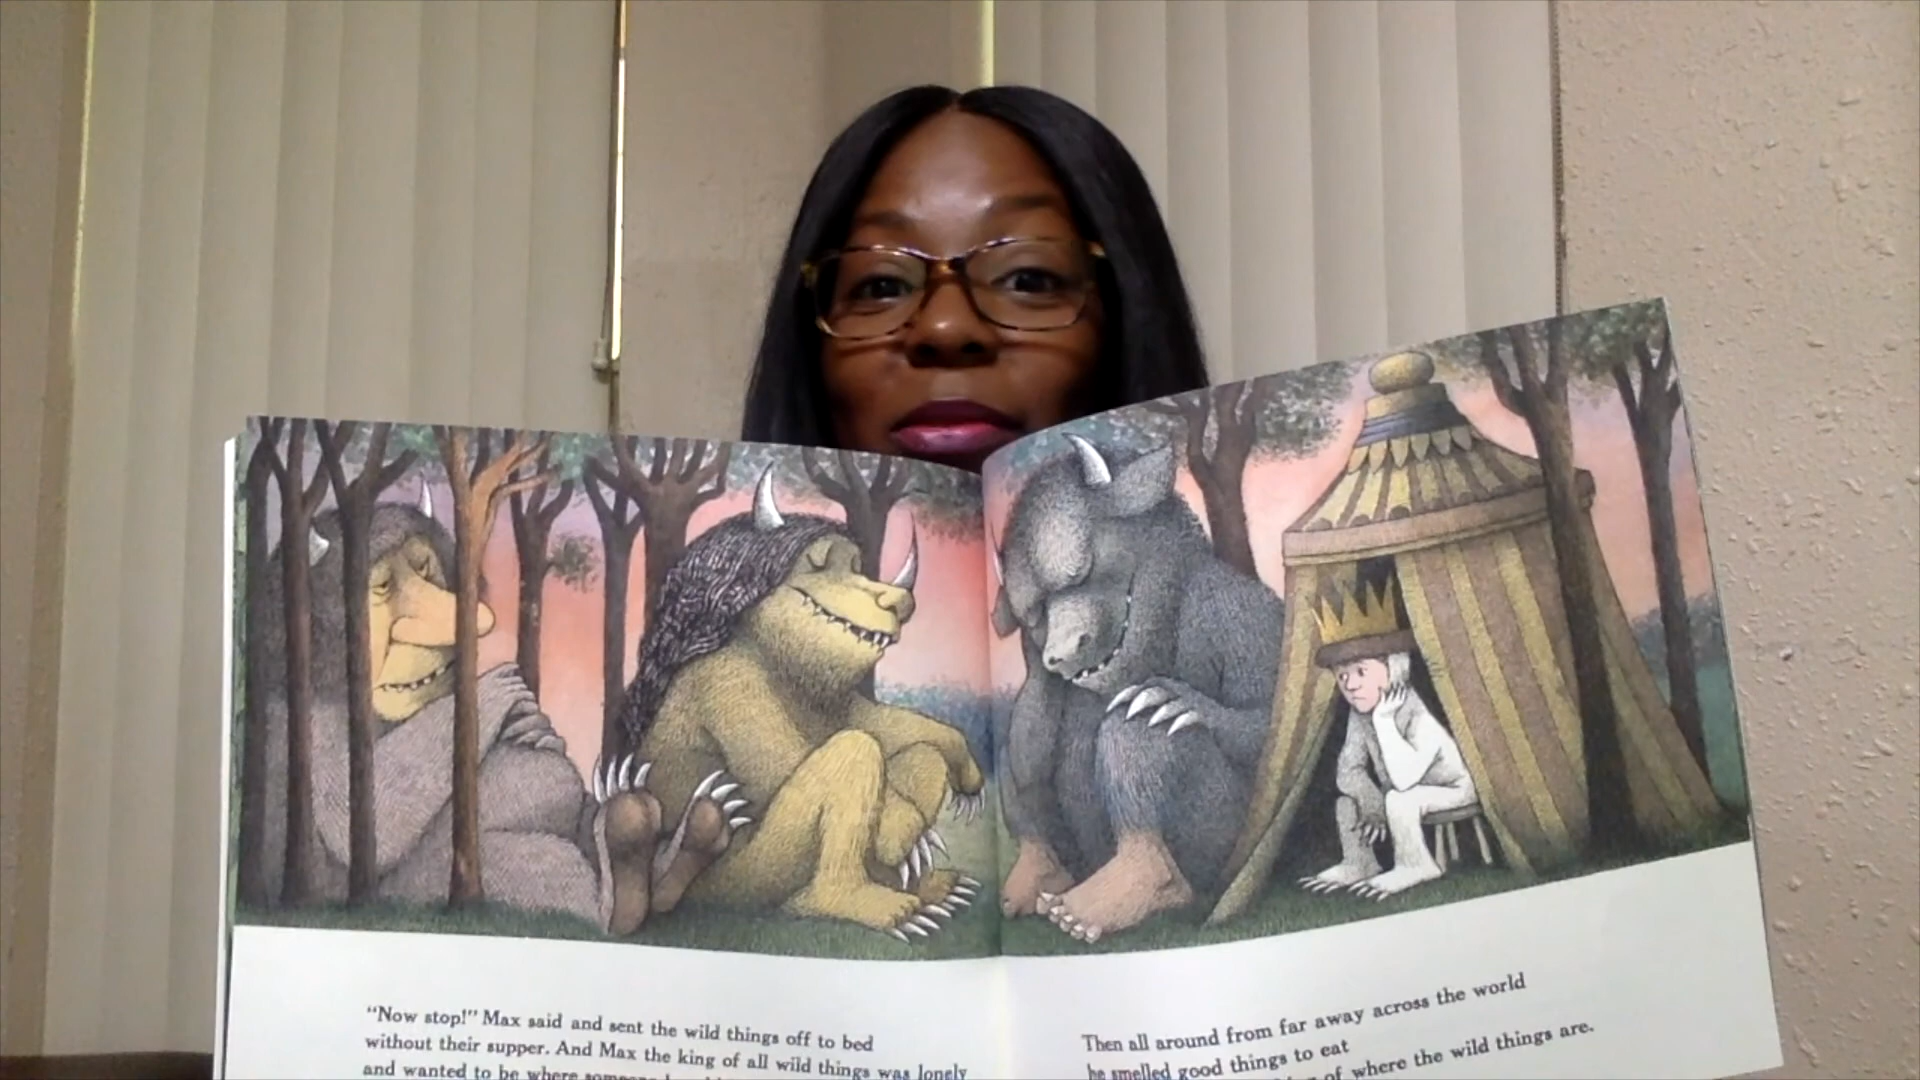 “Now stop!” Max said and sent the wild things off to bed
without their supper. And Max the king of all wild things was lonely
and wanted to be where
Then all around from far away across the world
he smelled good things to eat
of where the wild things are.